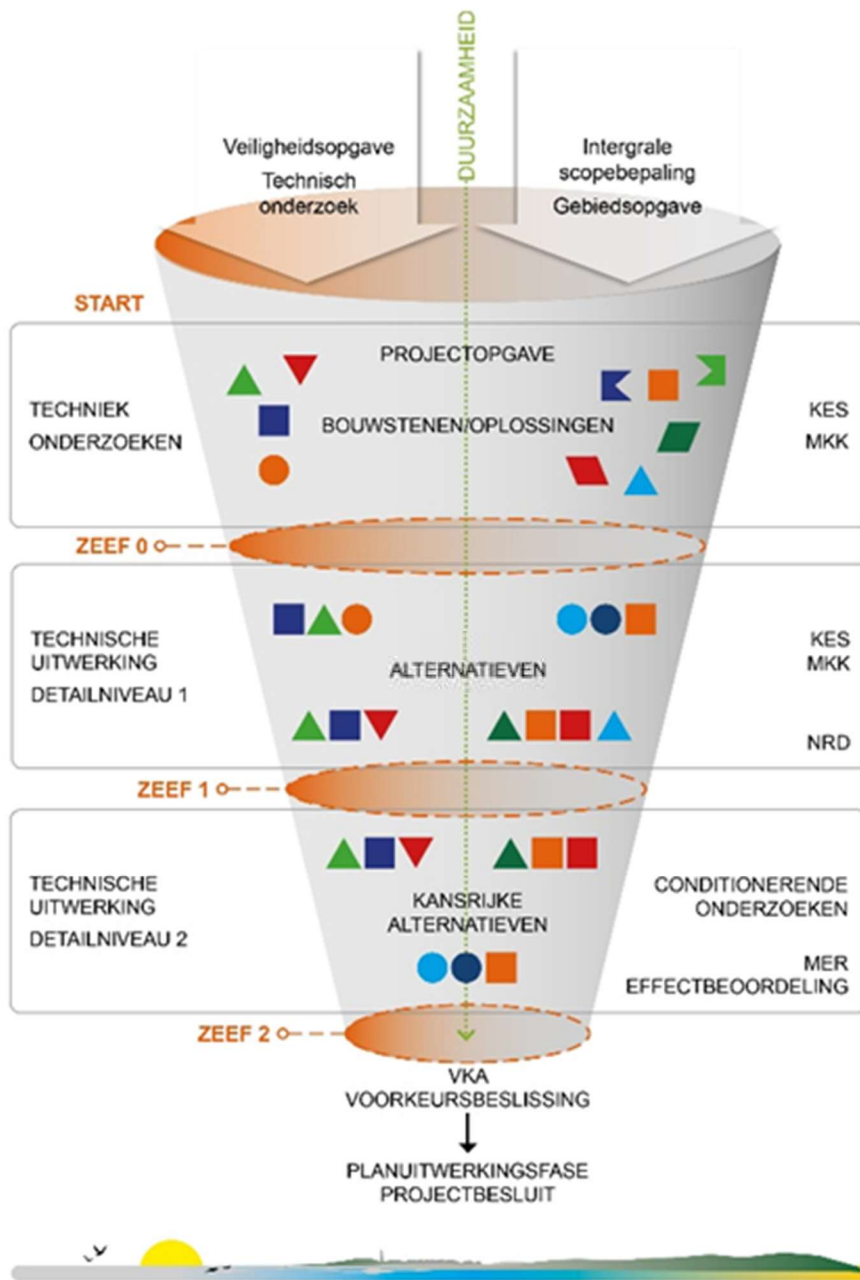 DUURZAAMHEID
Veiligheidsopgave
Technisch
onderzoek
Intergrale
scopebepaling
Gebiedsopgave
START
PROJECTOPGAVE
TECHNIEK
ONDERZOEKEN
BOUWSTENEN/OPLOSSINGEN
KES
MKK
ZEEF 0
TECHNISCHE
UITWERKING
DETAILNIVEAU 1
ALTERNATIEVEN
KES
MKK
NRD
ZEEF 1
TECHNISCHE
UITWERKING
DETAILNIVEAU 2
KANSRIJKE
ALTERNATIEVEN
CONDITIONERENDE
ONDERZOEKEN
MER
EFFECTBEOORDELING
ZEEF 2
VKA
VOORKEURSBESLISSING
PLANUITWERKINGSFASE
PROJECTBESLUIT